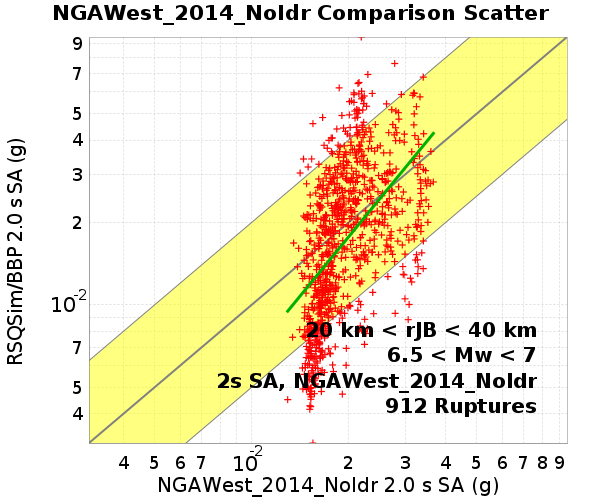 NGAWest_2014_NoIdr Comparison Scatter
RSQSim/BBP 2.0 s SA (g)
9
7
5
4
3
2
10-2
7
5
4
20 km < rJB < 40 km
6.5 < Mw < 7
2s SA, NGAWest_2014_NoIdr
912 Ruptures
4 5 6 7 10-2 2 3 4 5 6 7 8 9
NGAWest_2014_NoIdr 2.0 s SA (g)